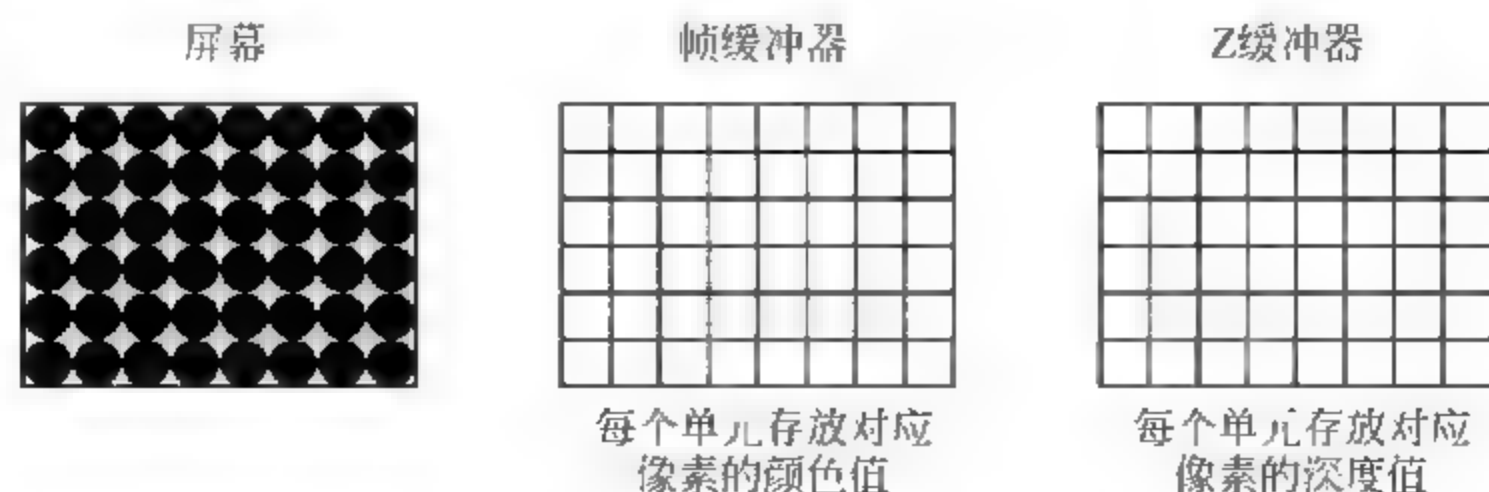 屏幕
帧缓冲器
Z缓冲器
每个单元存放对应
像素的颜色值
每个单元存放对应
像素的深度值